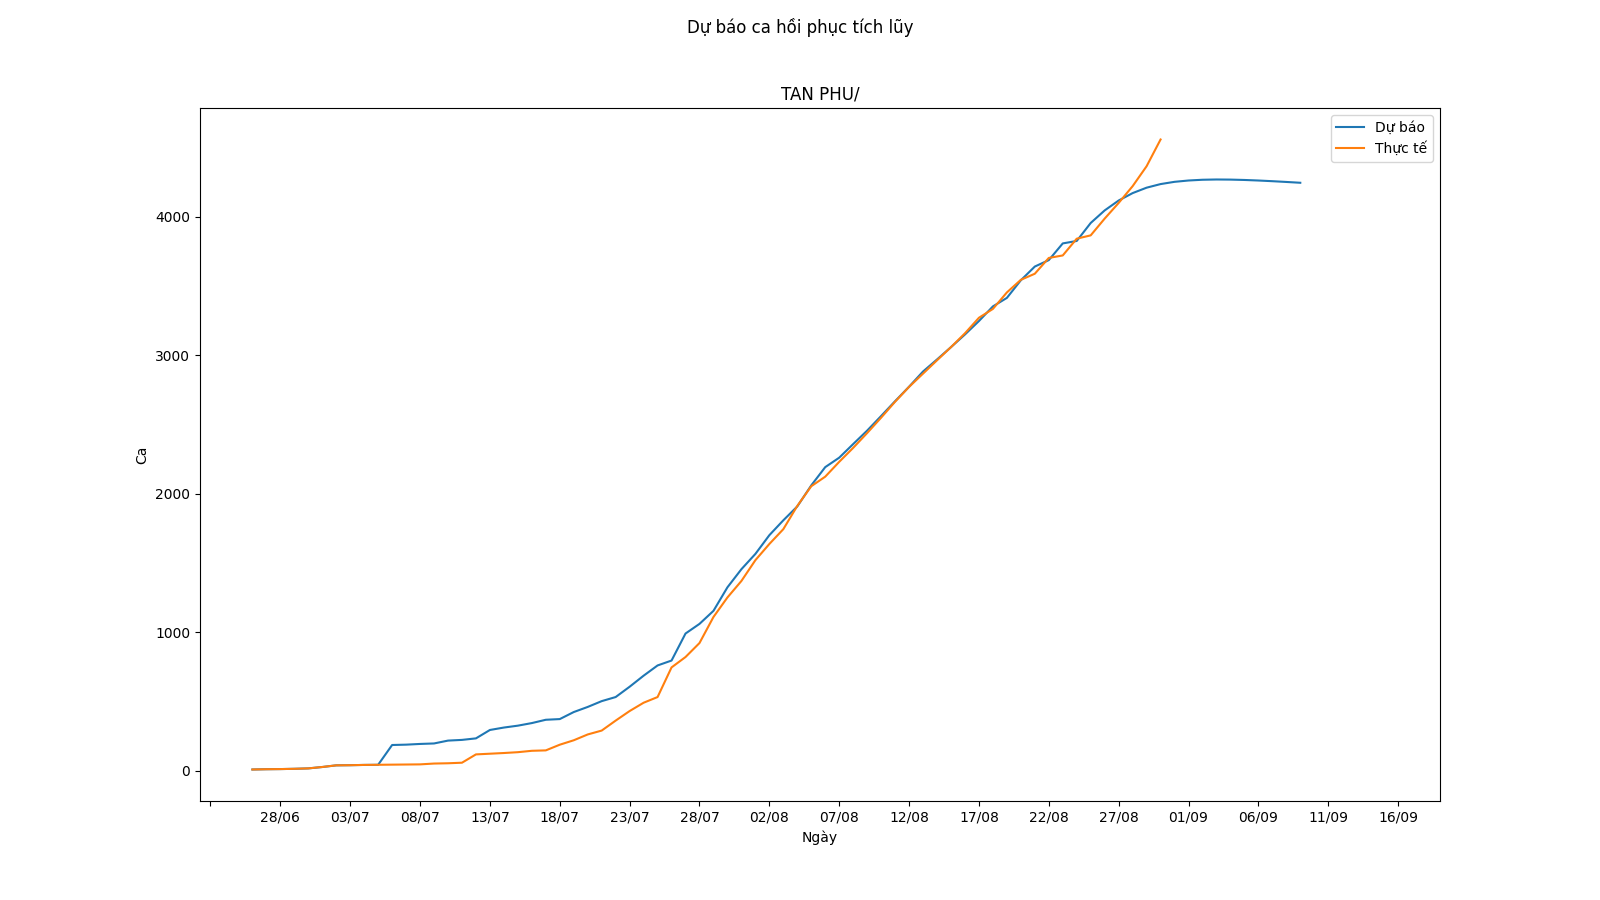 Dự báo ca hồi phục tích lũy
TAN PHU/
Dự báo
Thực tế
4000
3000
2000
1000
0
Ca
28/06 03/07 08/07 13/07 18/07 23/07 28/07 02/08 07/08 12/08 17/08 22/08 27/08 01/09 06/09 11/09 16/09
Ngày